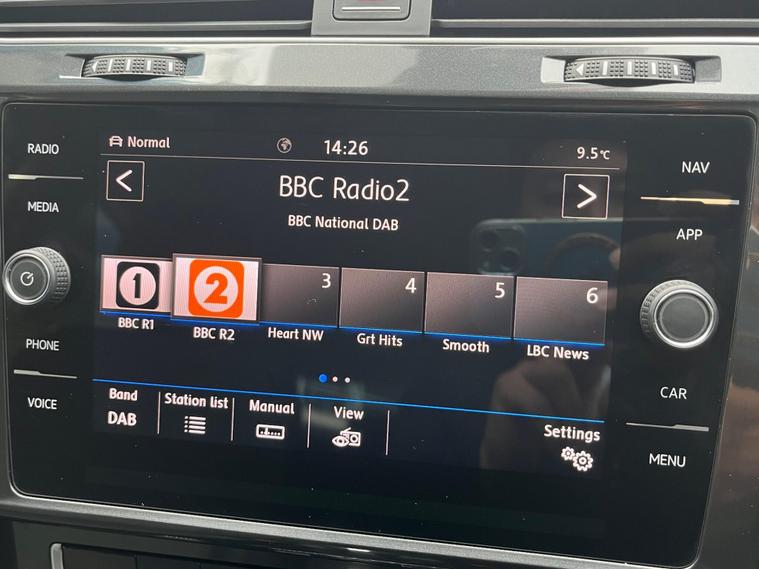 RADIO
MEDIA
PHONE
VOICE
Normal
14:26
9.5°C
<
BBC Radio2
>
BBC National DAB
1
2
3
4
5
6
BBC R1
BBC R2
Heart NW
Grt Hits
Smooth
LBC News
Band
DAB
Station list
Manual
View
Settings
NAV
APP
CAR
MENU